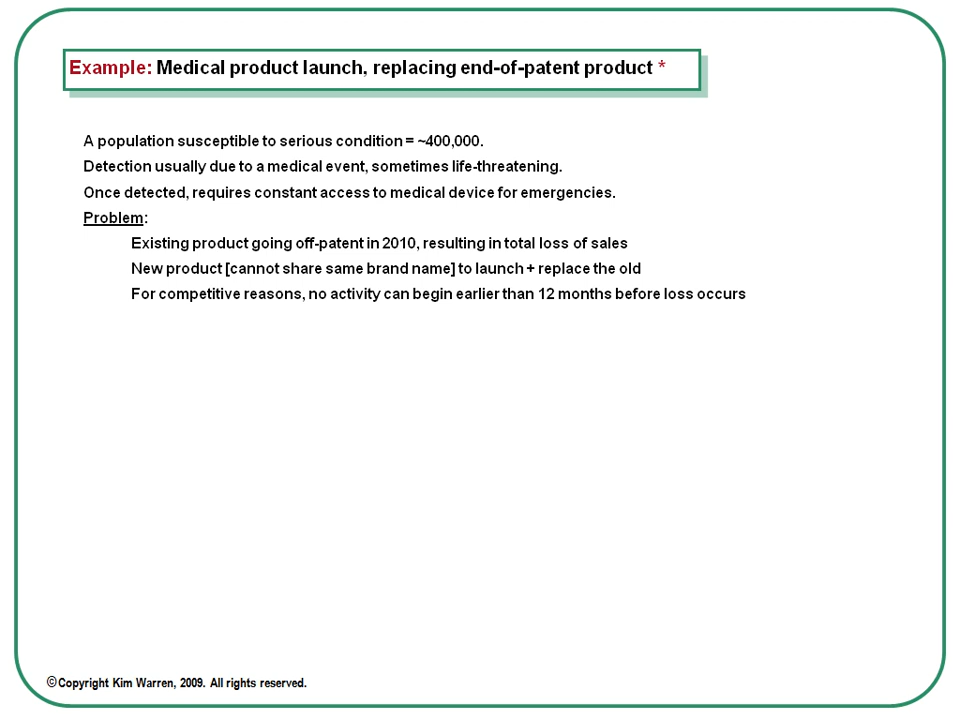 Example: Medical product launch, replacing end-of-patent product *
A population susceptible to serious condition = ~400,000.
Detection usually due to a medical event, sometimes life-threatening.
Once detected, requires constant access to medical device for emergencies.
Problem:
Existing product going off-patent in 2010, resulting in total loss of sales
New product [cannot share same brand name] to launch + replace the old
For competitive reasons, no activity can begin earlier than 12 months before loss occurs
©Copyright Kim Warren, 2009. All rights reserved.